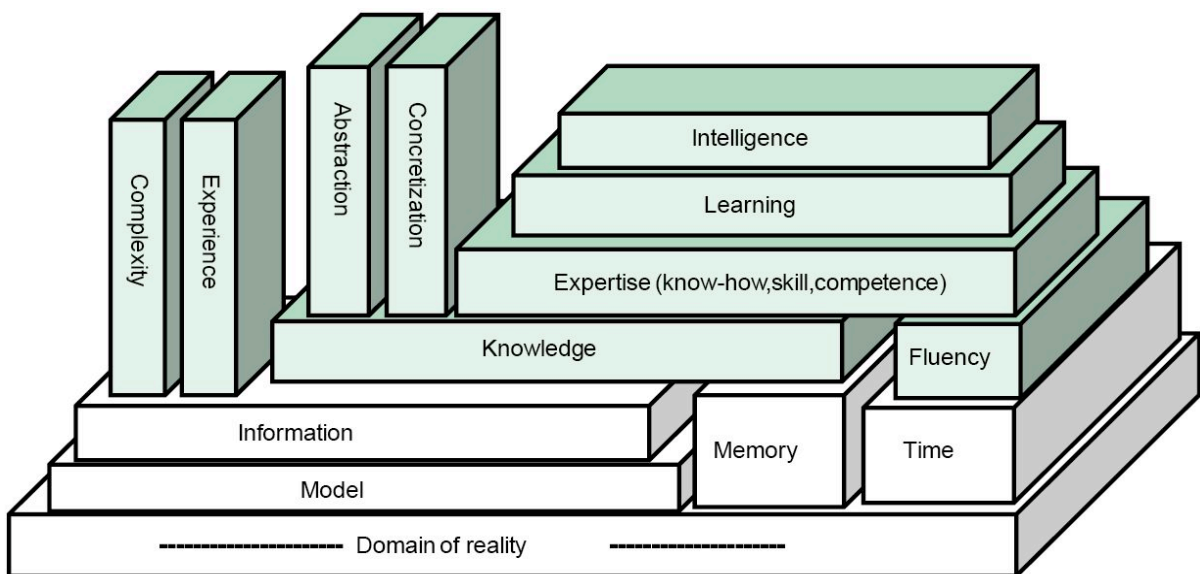 Complexity
Experience
Abstraction
Concretization
Intelligence
Learning
Expertise (know-how,skill,competence)
Knowledge
Fluency
Information
Memory
Time
Model
Domain of reality